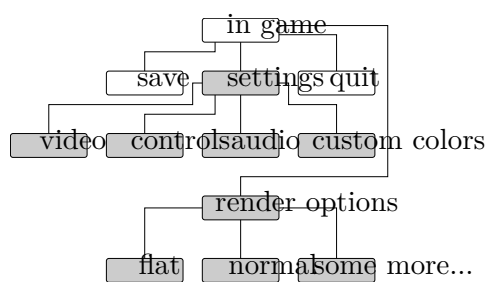 in game
save settings quit
video controls audio custom colors
render options
flat normal some more...